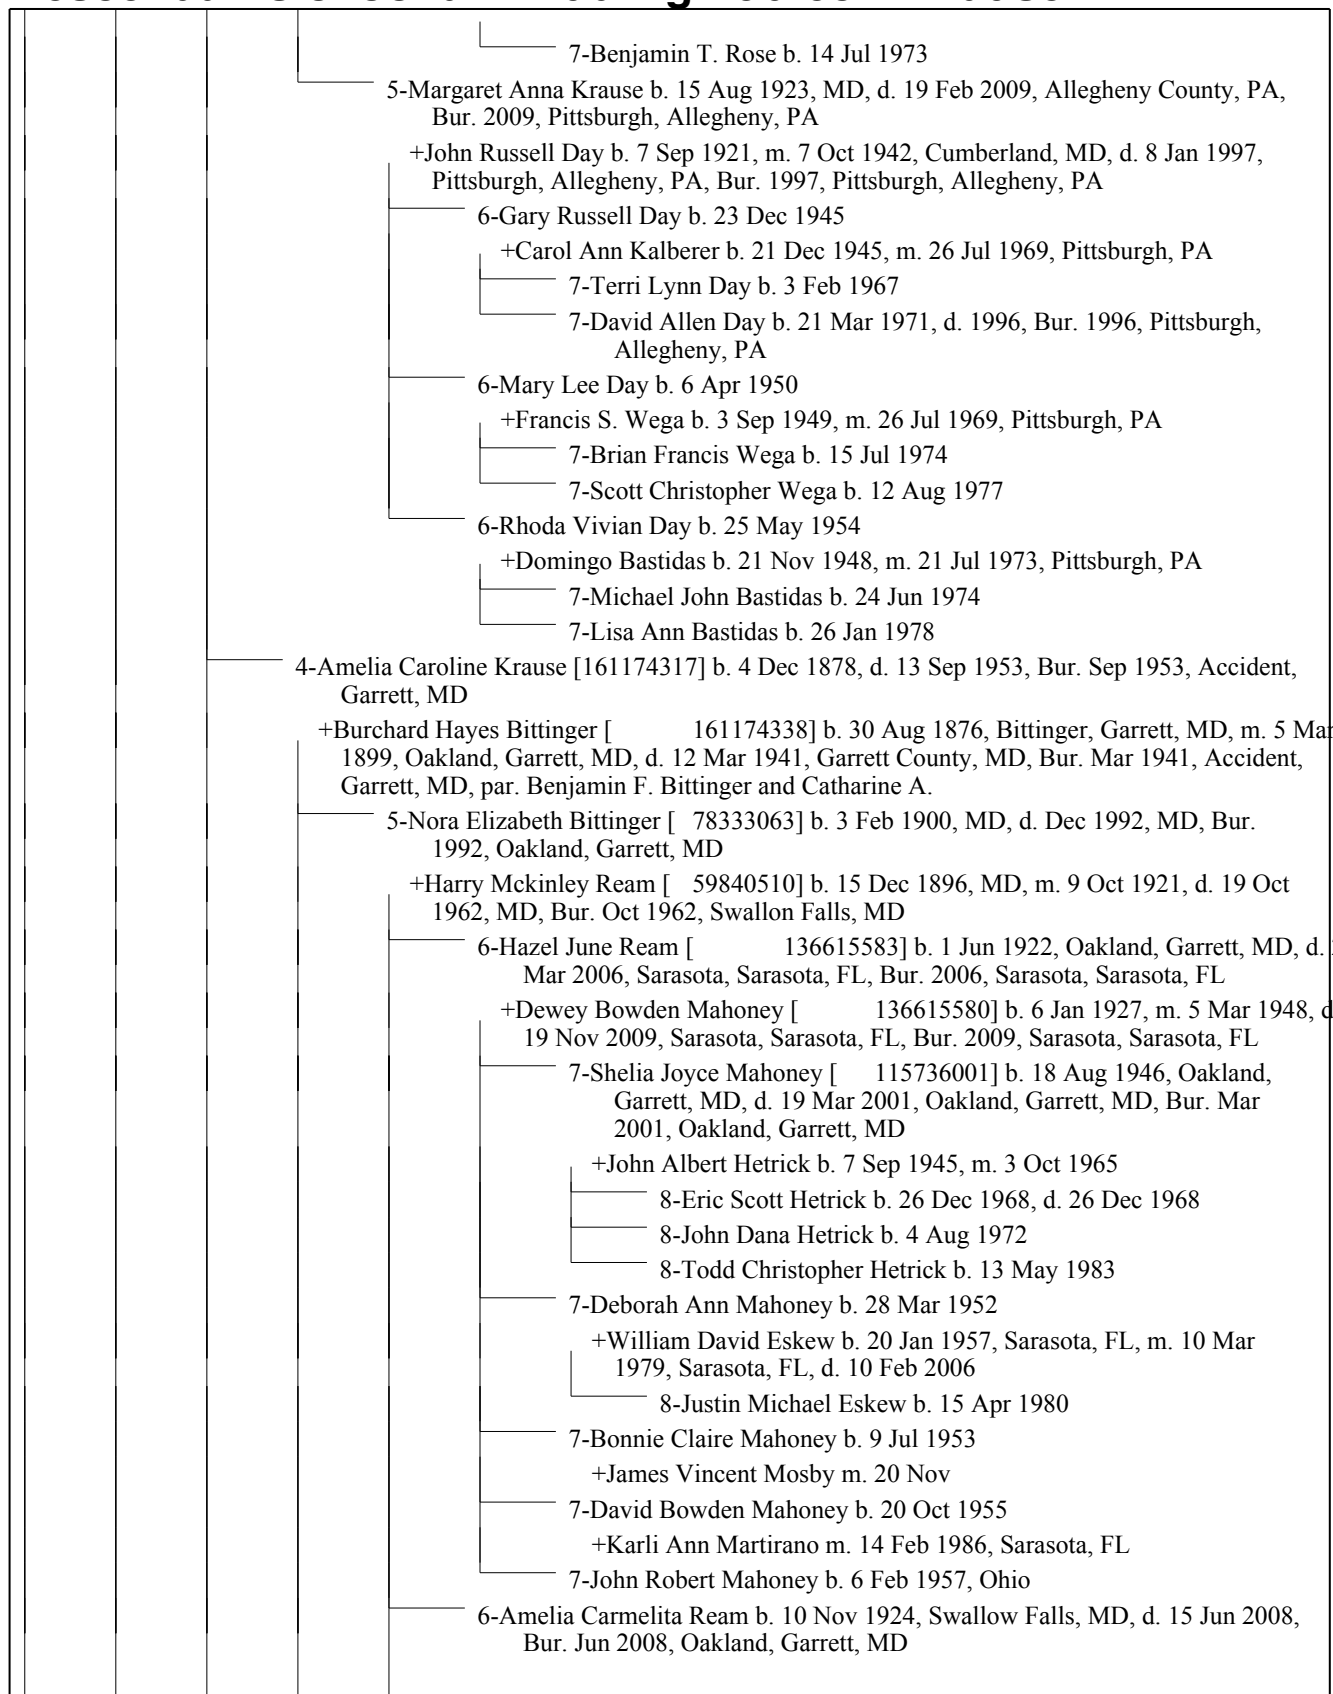 7-Benjamin T. Rose b. 14 Jul 1973
5-Margaret Anna Krause b. 15 Aug 1923, MD, d. 19 Feb 2009, Allegheny County, PA,
Bur. 2009, Pittsburgh, Allegheny, PA
+John Russell Day b. 7 Sep 1921, m. 7 Oct 1942, Cumberland, MD, d. 8 Jan 1997,
Pittsburgh, Allegheny, PA, Bur. 1997, Pittsburgh, Allegheny, PA
6-Gary Russell Day b. 23 Dec 1945
+Carol Ann Kalberer b. 21 Dec 1945, m. 26 Jul 1969, Pittsburgh, PA
7-Terri Lynn Day b. 3 Feb 1967
7-David Allen Day b. 21 Mar 1971, d. 1996, Bur. 1996, Pittsburgh,
Allegheny, PA
6-Mary Lee Day b. 6 Apr 1950
+Francis S. Wega b. 3 Sep 1949, m. 26 Jul 1969, Pittsburgh, PA
7-Brian Francis Wega b. 15 Jul 1974
7-Scott Christopher Wega b. 12 Aug 1977
6-Rhoda Vivian Day b. 25 May 1954
+Domingo Bastidas b. 21 Nov 1948, m. 21 Jul 1973, Pittsburgh, PA
7-Michael John Bastidas b. 24 Jun 1974
7-Lisa Ann Bastidas b. 26 Jan 1978
4-Amelia Caroline Krause [161174317] b. 4 Dec 1878, d. 13 Sep 1953, Bur. Sep 1953, Accident,
Garrett, MD
+Burchard Hayes Bittinger [ 161174338] b. 30 Aug 1876, Bittinger, Garrett, MD, m. 5 Mar
1899, Oakland, Garrett, MD, d. 12 Mar 1941, Garrett County, MD, Bur. Mar 1941, Accident,
Garrett, MD, par. Benjamin F. Bittinger and Catharine A.
5-Nora Elizabeth Bittinger [ 78333063] b. 3 Feb 1900, MD, d. Dec 1992, MD, Bur.
1992, Oakland, Garrett, MD
+Harry Mckinley Ream [ 59840510] b. 15 Dec 1896, MD, m. 9 Oct 1921, d. 19 Oct
1962, MD, Bur. Oct 1962, Swallon Falls, MD
6-Hazel June Ream [ 136615583] b. 1 Jun 1922, Oakland, Garrett, MD, d.
Mar 2006, Sarasota, Sarasota, FL, Bur. 2006, Sarasota, Sarasota, FL
+Dewey Bowden Mahoney [ 136615580] b. 6 Jan 1927, m. 5 Mar 1948, d
19 Nov 2009, Sarasota, Sarasota, FL, Bur. 2009, Sarasota, Sarasota, FL
7-Shelia Joyce Mahoney [ 115736001] b. 18 Aug 1946, Oakland,
Garrett, MD, d. 19 Mar 2001, Oakland, Garrett, MD, Bur. Mar
2001, Oakland, Garrett, MD
+John Albert Hetrick b. 7 Sep 1945, m. 3 Oct 1965
8-Eric Scott Hetrick b. 26 Dec 1968, d. 26 Dec 1968
8-John Dana Hetrick b. 4 Aug 1972
8-Todd Christopher Hetrick b. 13 May 1983
7-Deborah Ann Mahoney b. 28 Mar 1952
+William David Eskew b. 20 Jan 1957, Sarasota, FL, m. 10 Mar
1979, Sarasota, FL, d. 10 Feb 2006
8-Justin Michael Eskew b. 15 Apr 1980
7-Bonnie Claire Mahoney b. 9 Jul 1953
+James Vincent Mosby m. 20 Nov
7-David Bowden Mahoney b. 20 Oct 1955
+Karli Ann Martirano m. 14 Feb 1986, Sarasota, FL
7-John Robert Mahoney b. 6 Feb 1957, Ohio
6-Amelia Carmelita Ream b. 10 Nov 1924, Swallow Falls, MD, d. 15 Jun 2008,
Bur. Jun 2008, Oakland, Garrett, MD